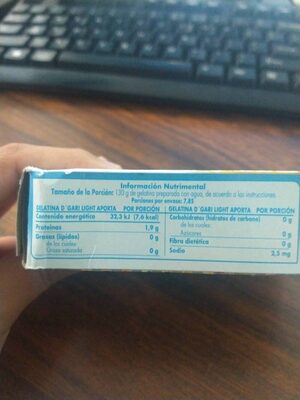 Información Nutrimental
Tamaño de la Porción: 130 g de gelatina preparada con agua, de acuerdo a las instrucciones.
Porciones por envase: 7.85
GELATINA D´GARI LIGHT APORTA POR PORCIÓN
Contenido energético 32,3 kJ (7,6 kcal)
Proteínas 1,9 g
Grasas (lípidos) 0 g
de las cuales:
Grasa saturada 0 g
GELATINA D´GARI LIGHT APORTA POR PORCIÓN
Carbohidratos (hidratos de carbono) 0 g
de los cuales:
Azúcares 0 g
Fibra dietética 0 g
Sodio 2,5 mg